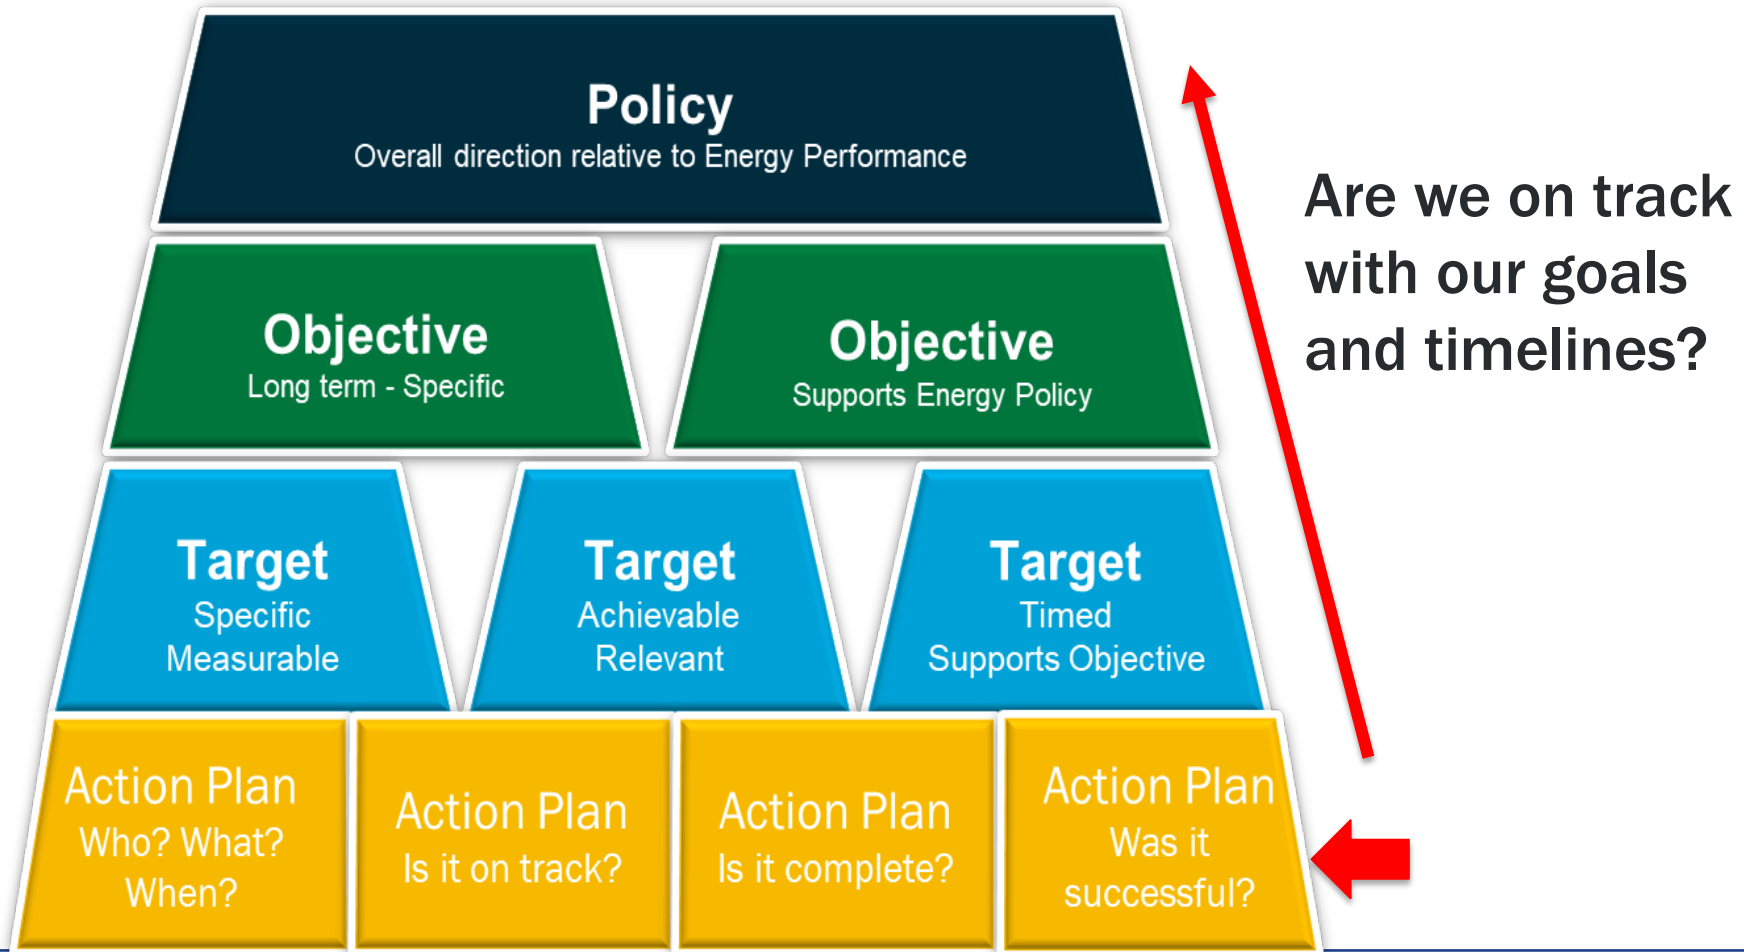 Policy
Overall direction relative to Energy Performance
Are we on track
with our goals
and timelines?
Objective
Long term - Specific
Objective
Supports Energy Policy
Target
Specific
Measurable
Target
Achievable
Relevant
Target
Timed
Supports Objective
Action Plan
Who? What?
When?
Action Plan
Is it on track?
Action Plan
Is it complete?
Action Plan
Was it
successful?